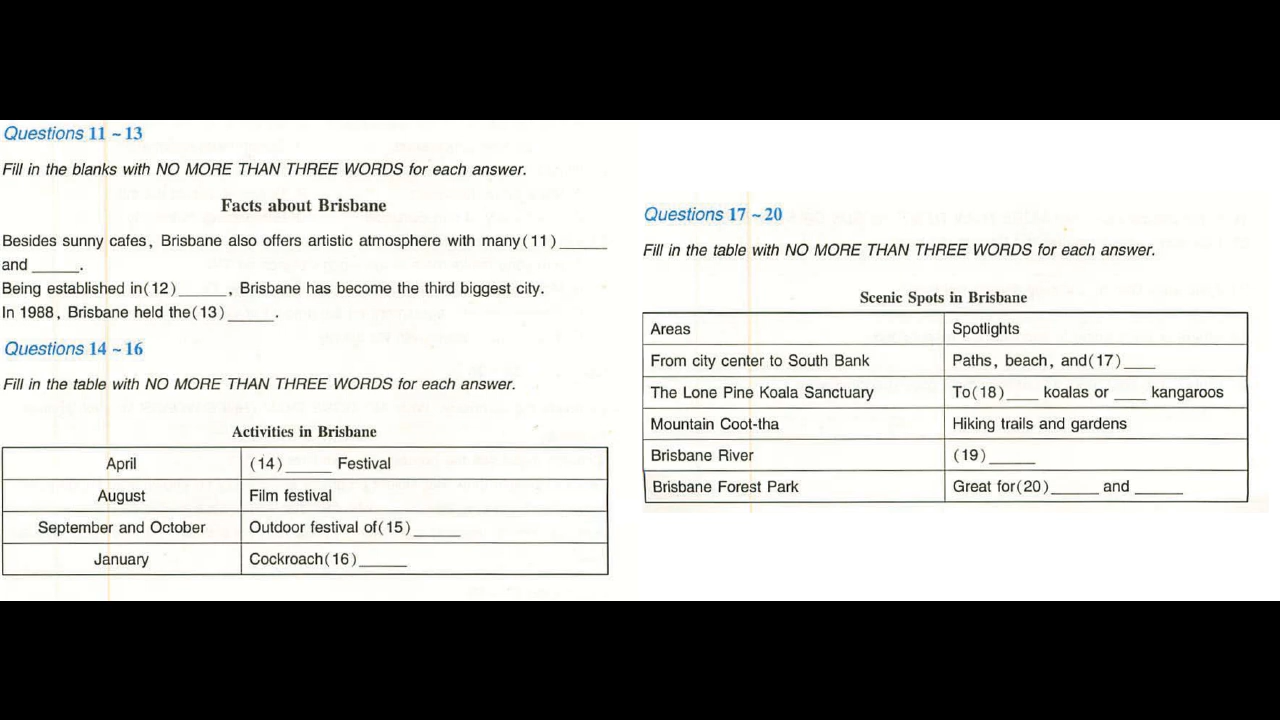 Questions 11 ~ 13
Fill in the blanks with NO MORE THAN THREE WORDS for each answer.
Facts about Brisbane
Besides sunny cafes, Brisbane also offers artistic atmosphere with many(11)______
and ______.
Being established in(12)______, Brisbane has become the third biggest city.
In 1988, Brisbane held the(13)______.
Questions 14 ~ 16
Fill in the table with NO MORE THAN THREE WORDS for each answer.
Activities in Brisbane
April (14)______ Festival
August Film festival
September and October Outdoor festival of(15)______
January Cockroach(16)______
Questions 17 ~ 20
Fill in the table with NO MORE THAN THREE WORDS for each answer.
Scenic Spots in Brisbane
Areas Spotlights
From city center to South Bank Paths, beach, and(17)____
The Lone Pine Koala Sanctuary To(18)____ koalas or ____ kangaroos
Mountain Coot-tha Hiking trails and gardens
Brisbane River (19)______
Brisbane Forest Park Great for(20)______ and ______